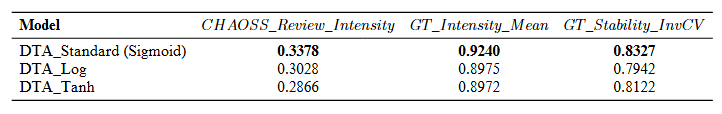 Model CHAOSS_Review_Intensity GT_Intensity_Mean GT_Stability_InvCV
DTA_Standard (Sigmoid) 0.3378 0.9240 0.8327
DTA_Log 0.3028 0.8975 0.7942
DTA_Tanh 0.2866 0.8972 0.8122